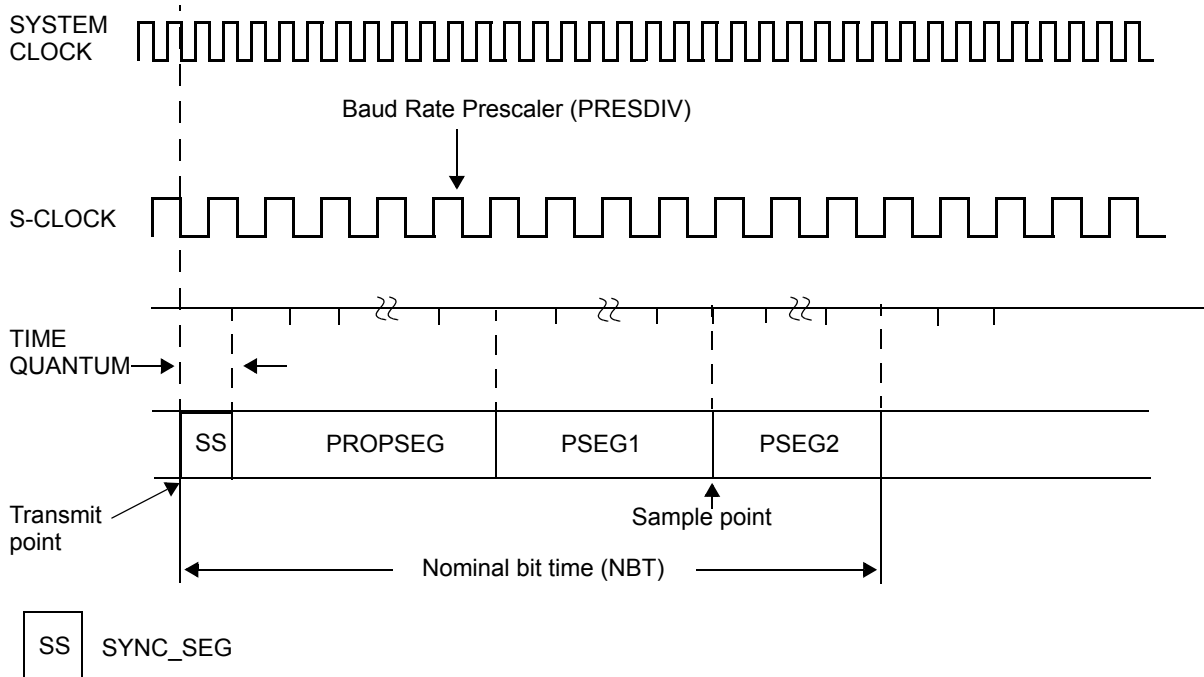 SYSTEM
CLOCK
Baud Rate Prescaler (PRESDIV)
S-CLOCK
TIME
QUANTUM
SS
PROPSEG
PSEG1
PSEG2
Transmit
point
Sample point
Nominal bit time (NBT)
SS
SYNC_SEG